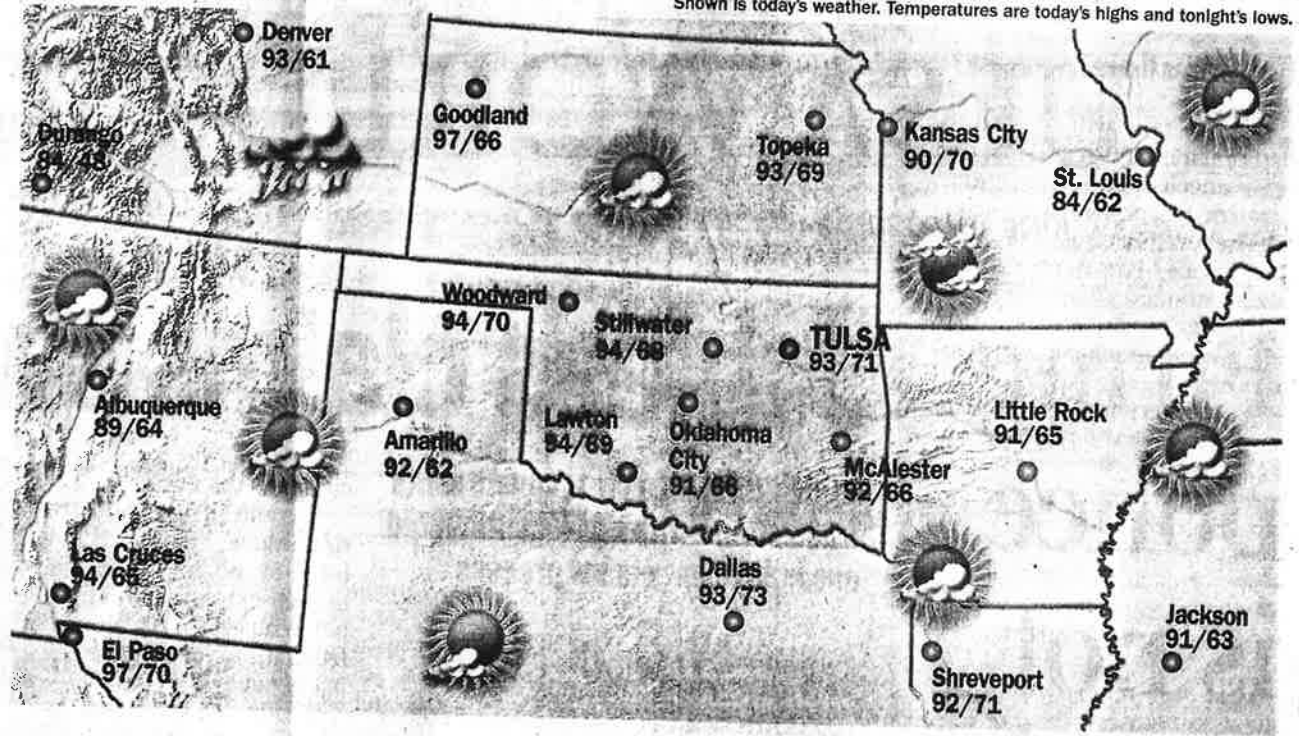 Shown is today's weather. Temperatures are today's highs and tonight's lows.
Denver
93/61
Goodland
97/66
Topeka
93/69
Kansas City
90/70
St. Louis
84/62
Durango
84/48
Woodward
94/70
Stillwater
94/68
TULSA
93/71
Albuquerque
89/64
Amarillo
92/62
Lawton
94/69
Oklahoma
City
91/66
McAlester
92/66
Little Rock
91/65
Las Cruces
94/65
El Paso
97/70
Dallas
93/73
Shreveport
92/71
Jackson
91/63